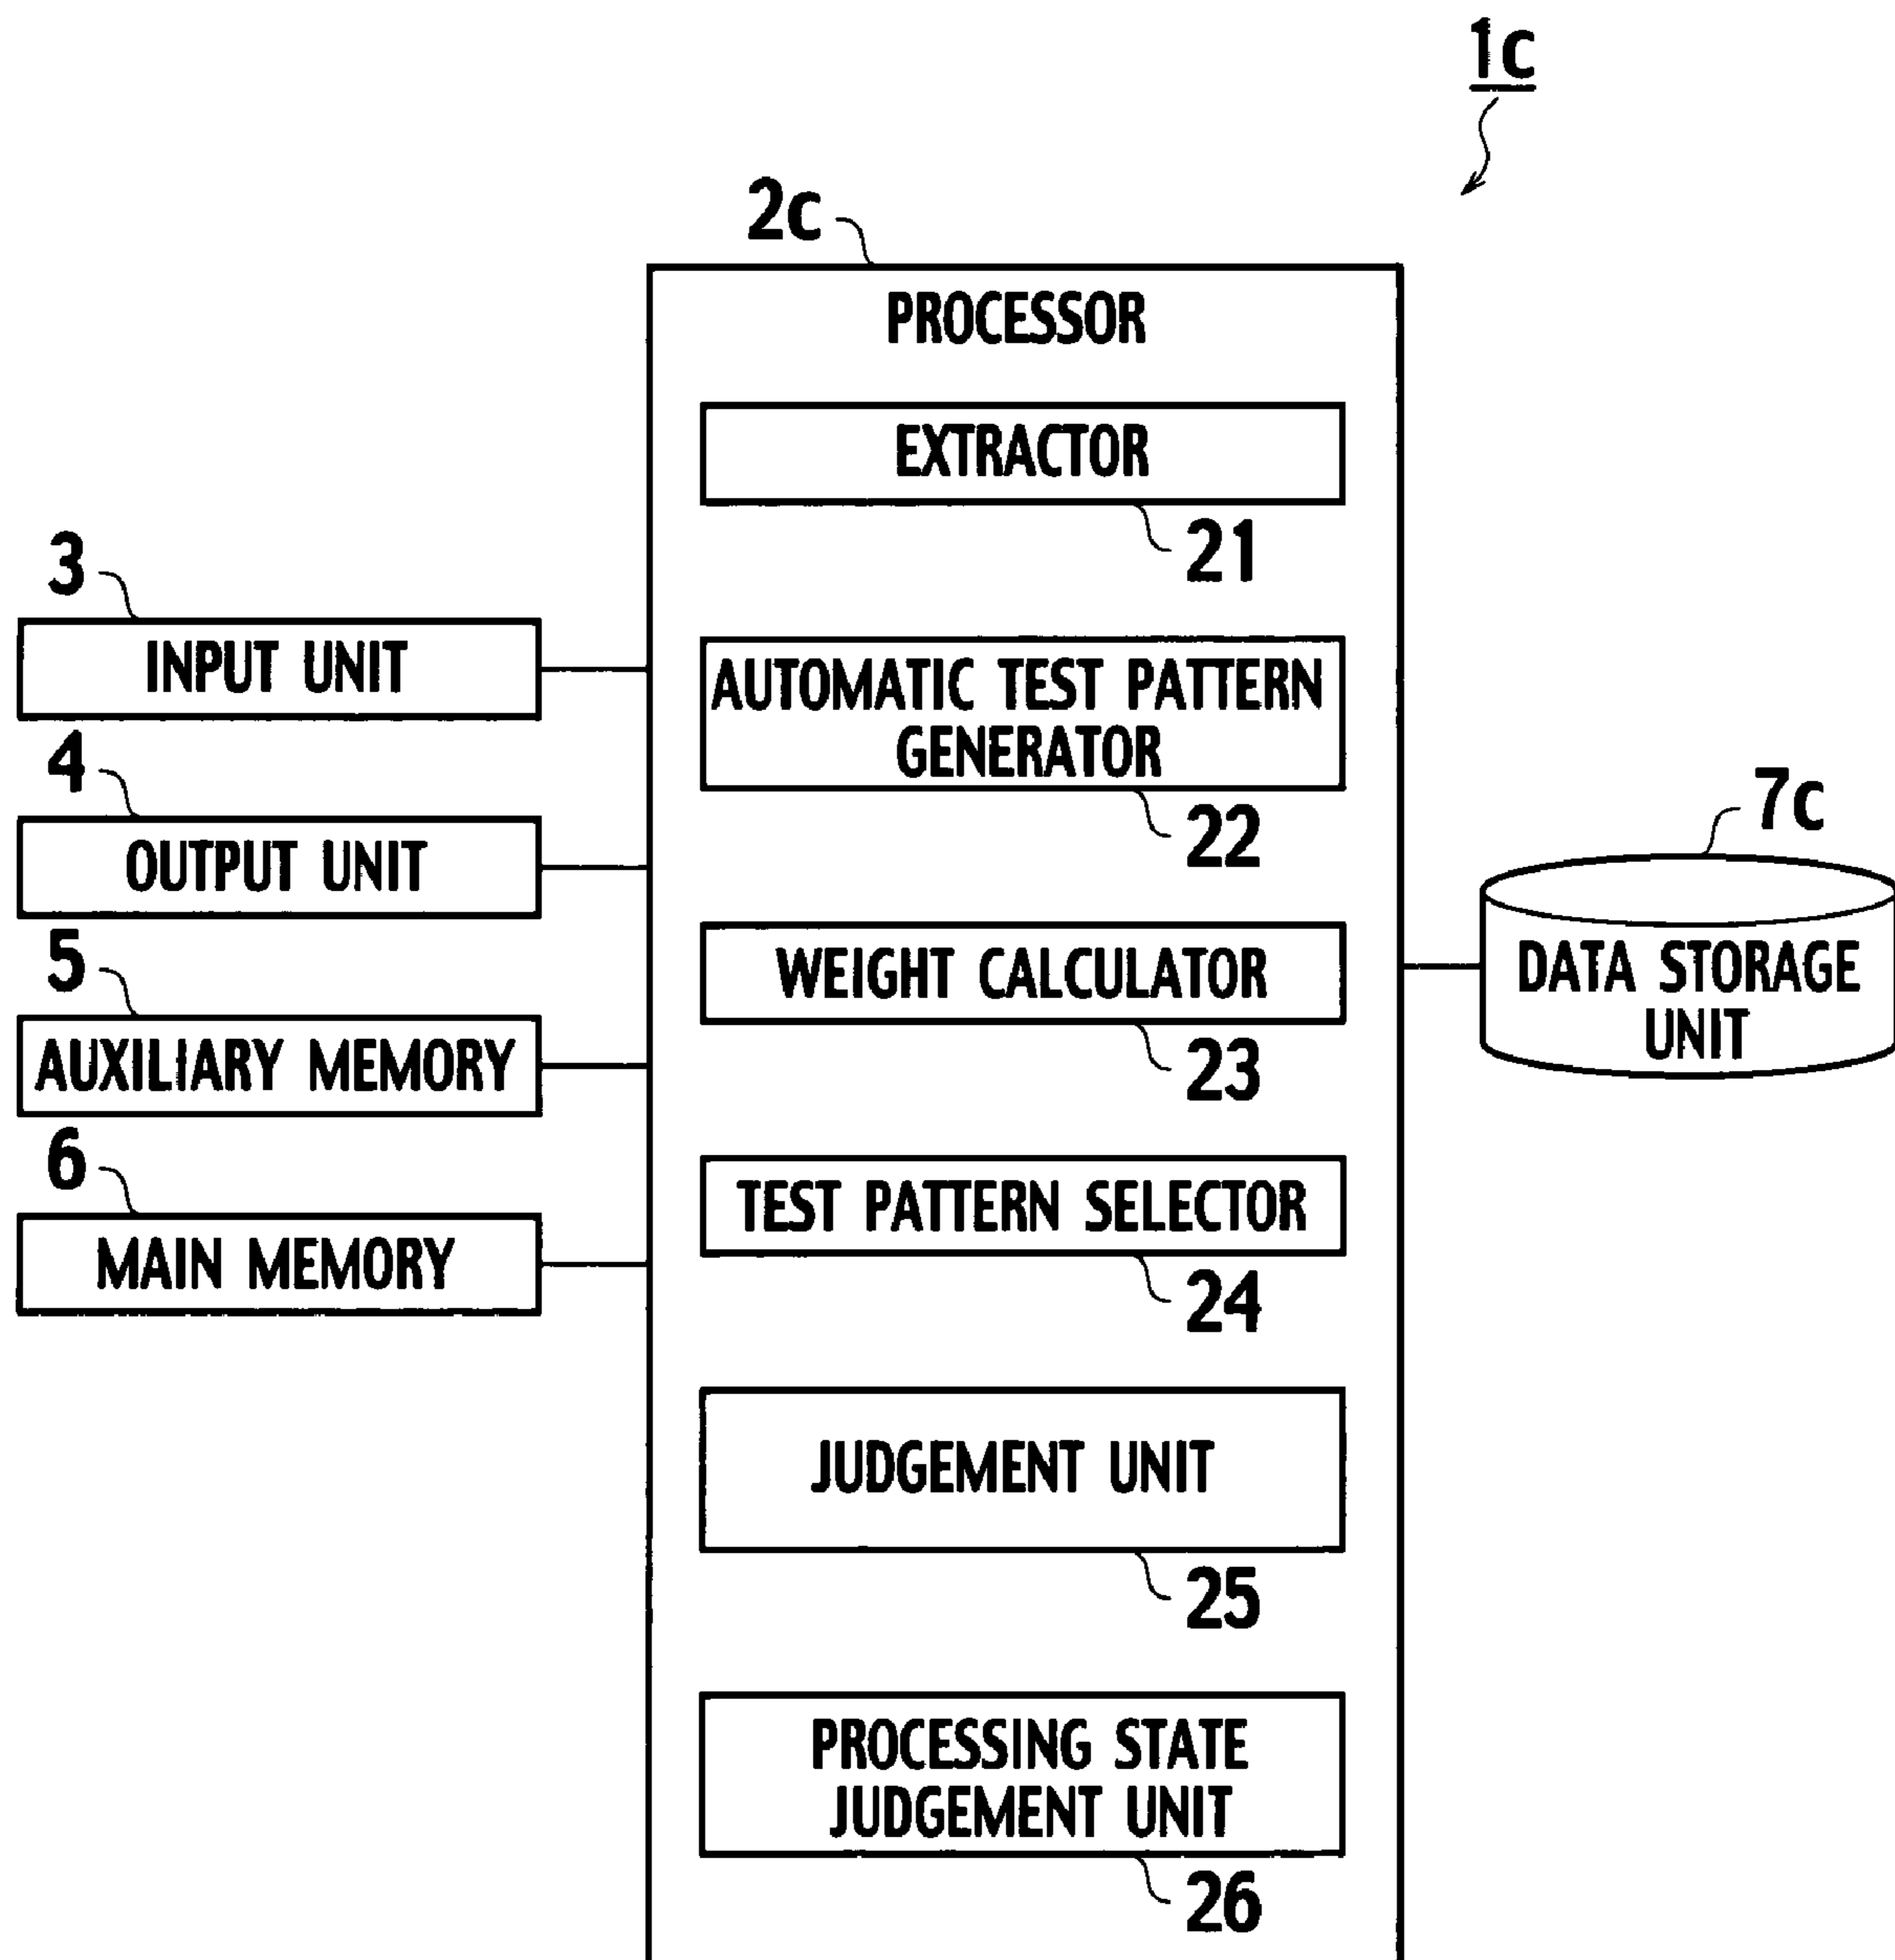 1c
2c
PROCESSOR
EXTRACTOR
21
3
INPUT UNIT
AUTOMATIC TEST PATTERN
GENERATOR
22
4
OUTPUT UNIT
7c
DATA STORAGE
UNIT
5
AUXILIARY MEMORY
WEIGHT CALCULATOR
23
6
MAIN MEMORY
TEST PATTERN SELECTOR
24
JUDGEMENT UNIT
25
PROCESSING STATE
JUDGEMENT UNIT
26